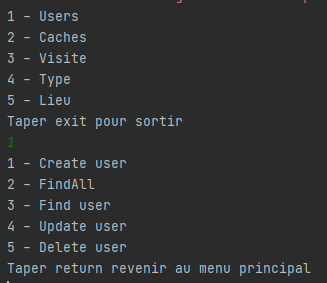 1 - Users
2 - Caches
3 - Visite
4 - Type
5 - Lieu
Taper exit pour sortir
1
1 - Create user
2 - FindAll
3 - Find user
4 - Update user
5 - Delete user
Taper return revenir au menu principal